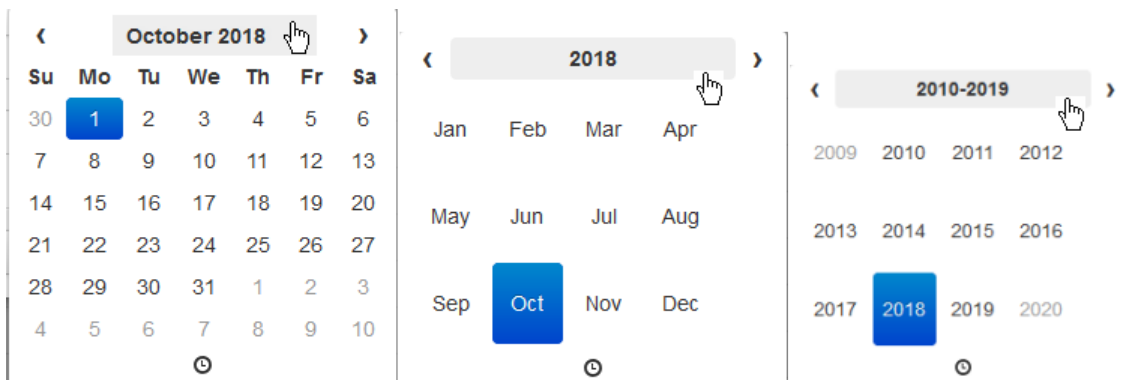 ‹ October 2018 ›
Su Mo Tu We Th Fr Sa
30 1 2 3 4 5 6
7 8 9 10 11 12 13
14 15 16 17 18 19 20
21 22 23 24 25 26 27
28 29 30 31 1 2 3
4 5 6 7 8 9 10
‹ 2018 ›
Jan Feb Mar Apr
May Jun Jul Aug
Sep Oct Nov Dec
‹ 2010-2019 ›
2009 2010 2011 2012
2013 2014 2015 2016
2017 2018 2019 2020